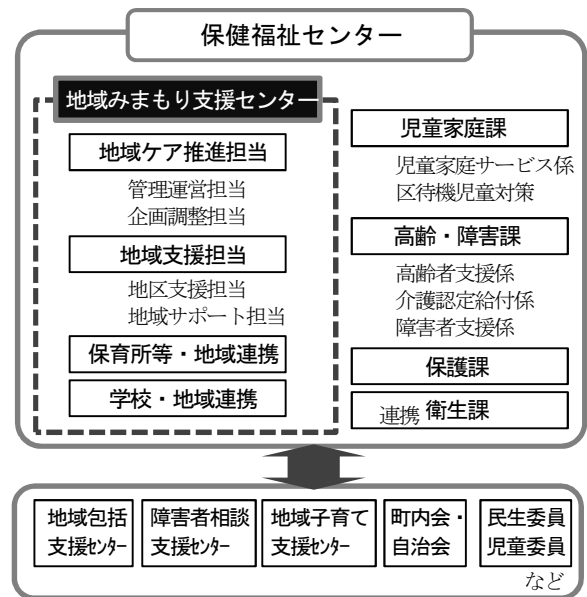 保健福祉センター
地域みまもり支援センター
地域ケア推進担当
管理運営担当
企画調整担当
地域支援担当
地区支援担当
地域サポート担当
保育所等・地域連携
学校・地域連携
児童家庭課
児童家庭サービス係
区待機児童対策
高齢・障害課
高齢者支援係
介護認定給付係
障害者支援係
保護課
衛生課
連携
地域包括
支援ｾﾝﾀｰ
障害者相談
支援ｾﾝﾀｰ
地域子育て
支援ｾﾝﾀｰ
町内会・
自治会
民生委員
児童委員
など